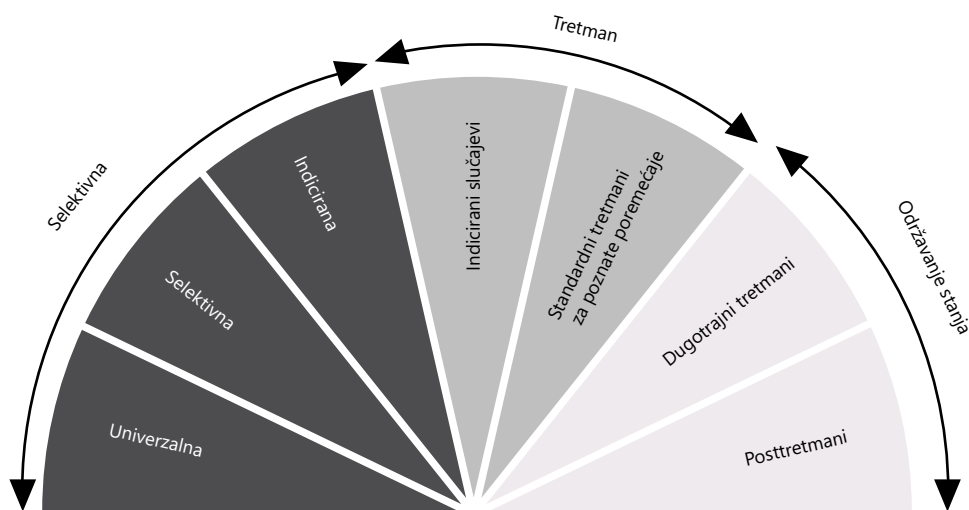 Tretman
Selektivna
Održavanje stanja
Univerzalna
Selektivna
Indicirana
Indicirani slučajevi
Standardni tretmani
za poznate poremećaje
Dugotrajni tretmani
Posttretmani